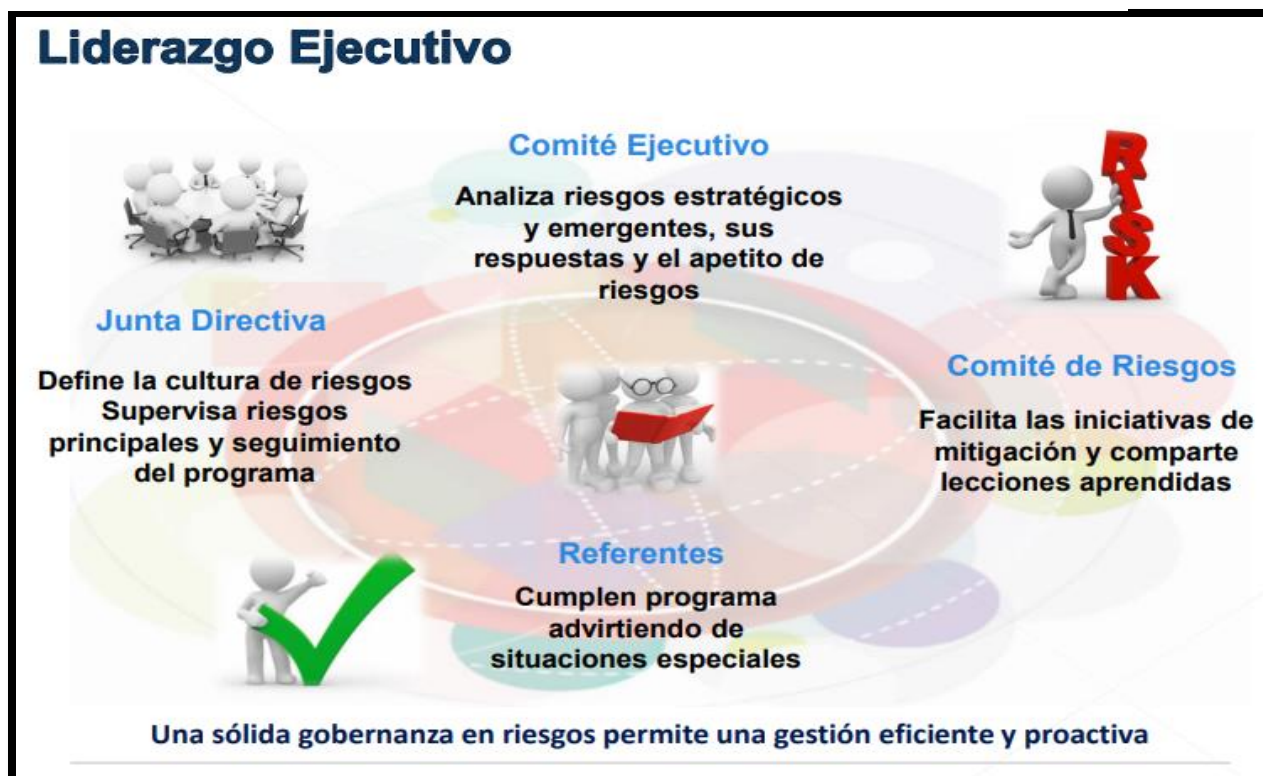 Liderazgo Ejecutivo
Comité Ejecutivo
Analiza riesgos estratégicos
y emergentes, sus
respuestas y el apetito de
riesgos
RISK
Junta Directiva
Define la cultura de riesgos
Supervisa riesgos
principales y seguimiento
del programa
Comité de Riesgos
Facilita las iniciativas de
mitigación y comparte
lecciones aprendidas
Referentes
Cumplen programa
advirtiendo de
situaciones especiales
Una sólida gobernanza en riesgos permite una gestión eficiente y proactiva